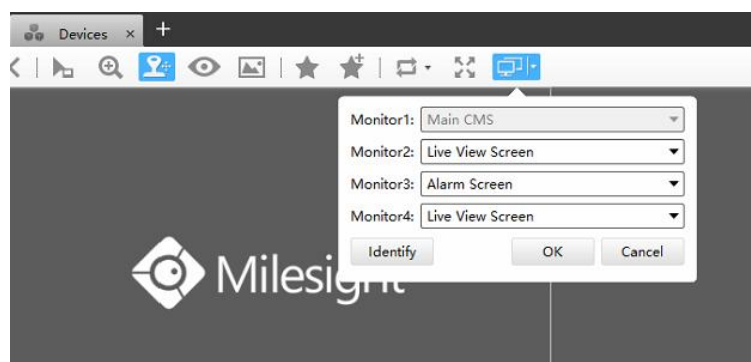 Devices × +
Monitor1: Main CMS
Monitor2: Live View Screen
Monitor3: Alarm Screen
Monitor4: Live View Screen
Identify OK Cancel
Milesight